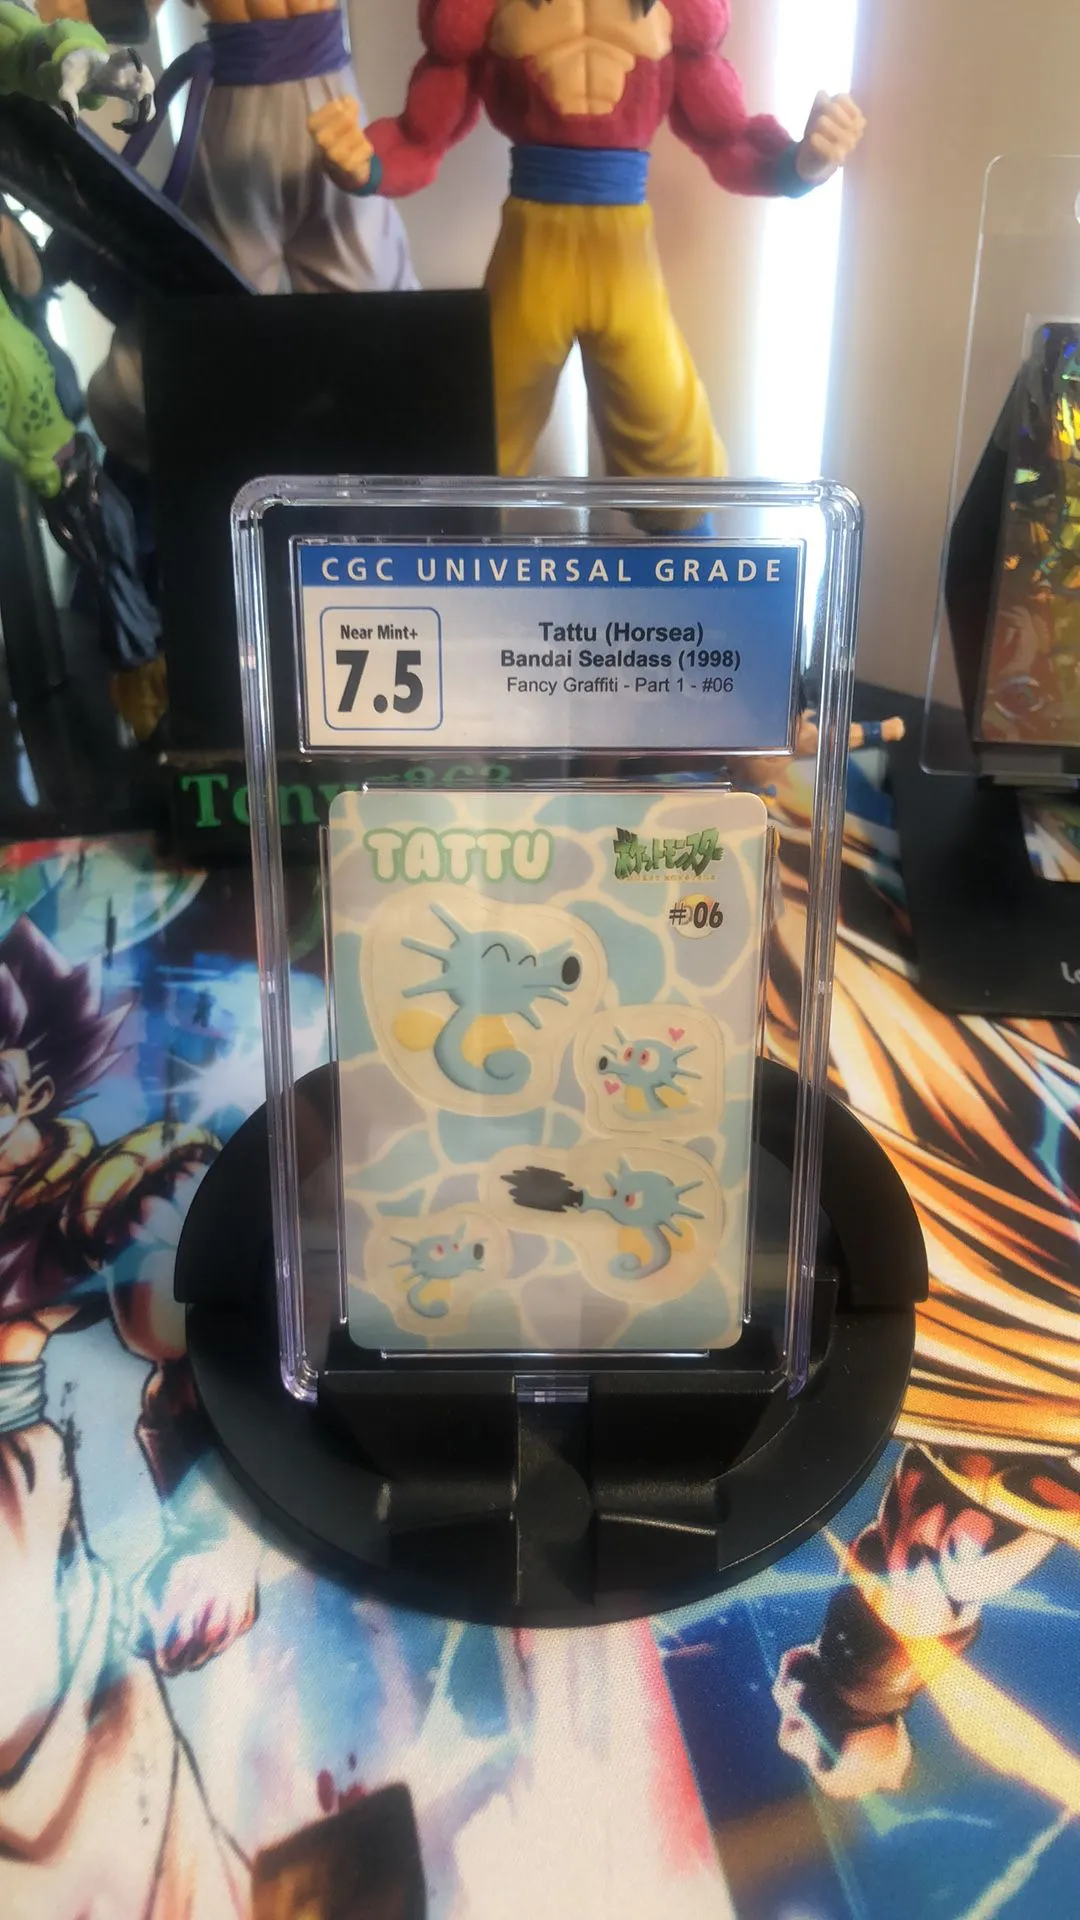 CGC UNIVERSAL GRADE
Near Mint+
7.5
Tattu (Horsea)
Bandai Sealdass (1998)
Fancy Graffiti - Part 1 - #06
TATTU
ポケットモンスター
#06